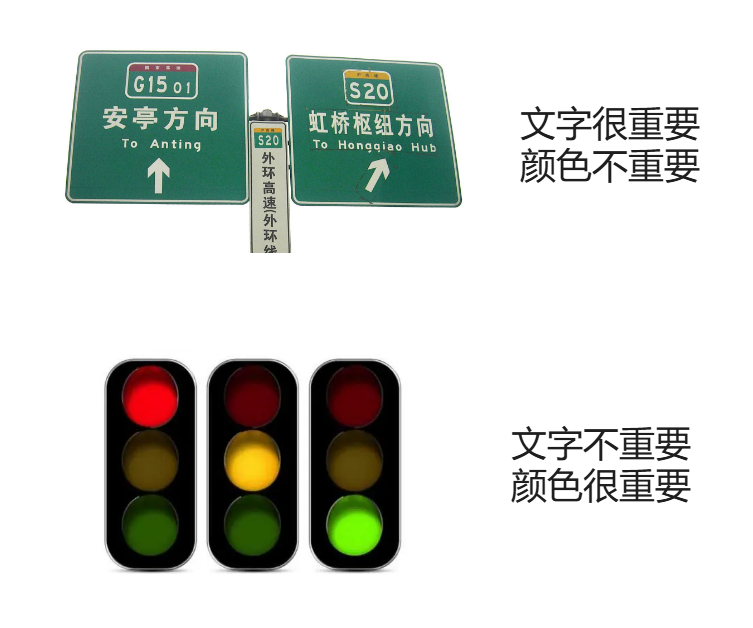 G15 01
安亭方向
To Anting
S20
虹桥枢纽方向
To Hongqiao Hub
S20
外环高速(外环线
文字很重要
颜色不重要
文字不重要
颜色很重要